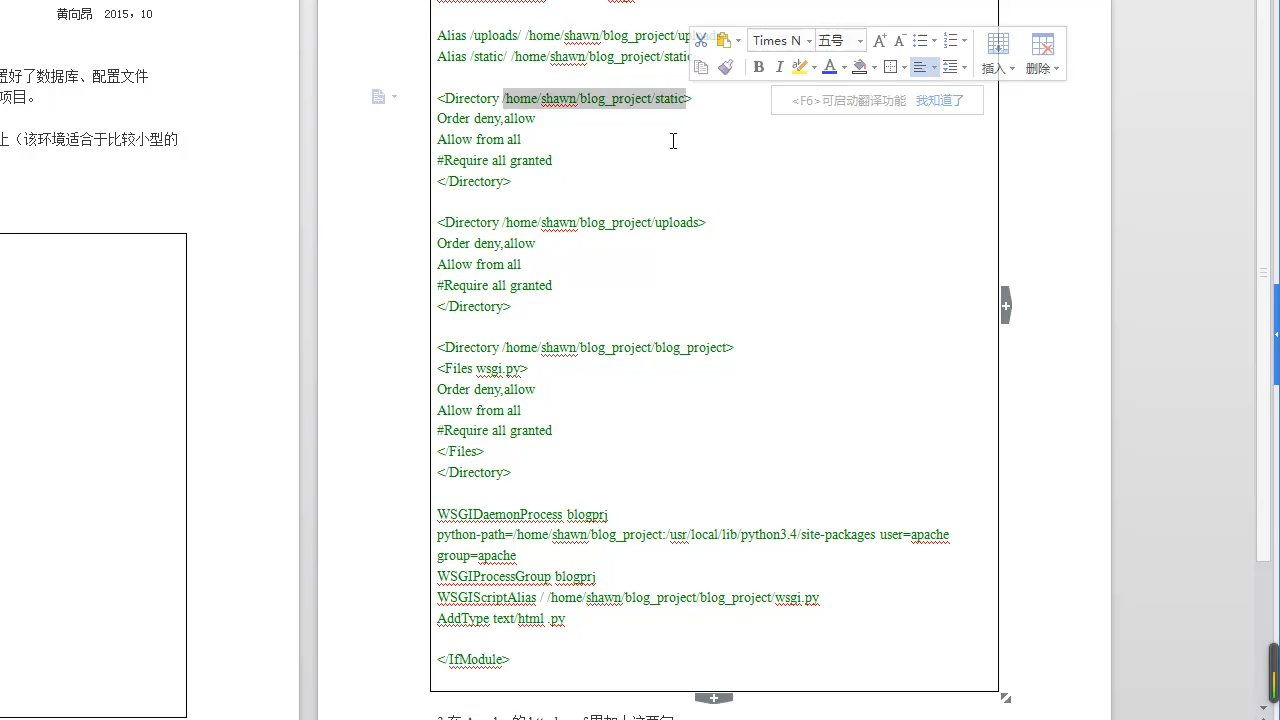 黄向昂 2015，10
置好了数据库、配置文件
项目。
上（该环境适合于比较小型的
Alias /uploads/ /home/shawn/blog_project/
Alias /static/ /home/shawn/blog_project/static
Times N
五号
A+
A-
B
I
A
插入
删除
<F6>可启动翻译功能 我知道了
<Directory /home/shawn/blog_project/static>
Order deny,allow
Allow from all
#Require all granted
</Directory>
<Directory /home/shawn/blog_project/uploads>
Order deny,allow
Allow from all
#Require all granted
</Directory>
<Directory /home/shawn/blog_project/blog_project>
<Files wsgi.py>
Order deny,allow
Allow from all
#Require all granted
</Files>
</Directory>
WSGIDaemonProcess blogprj
python-path=/home/shawn/blog_project:/usr/local/lib/python3.4/site-packages user=apache
group=apache
WSGIProcessGroup blogprj
WSGIScriptAlias / /home/shawn/blog_project/blog_project/wsgi.py
AddType text/html .py
</IfModule>